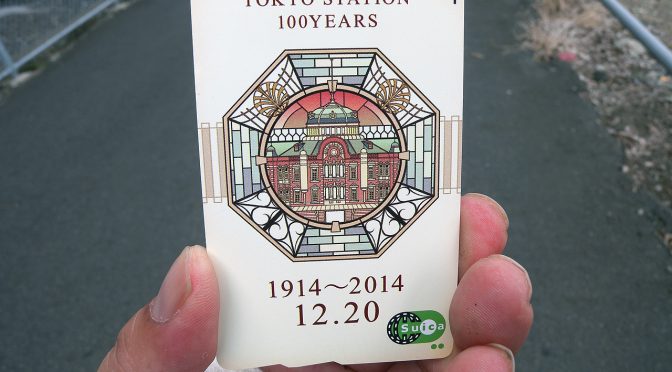 TOKYO STATION
100YEARS
1914～2014
12.20
Suica